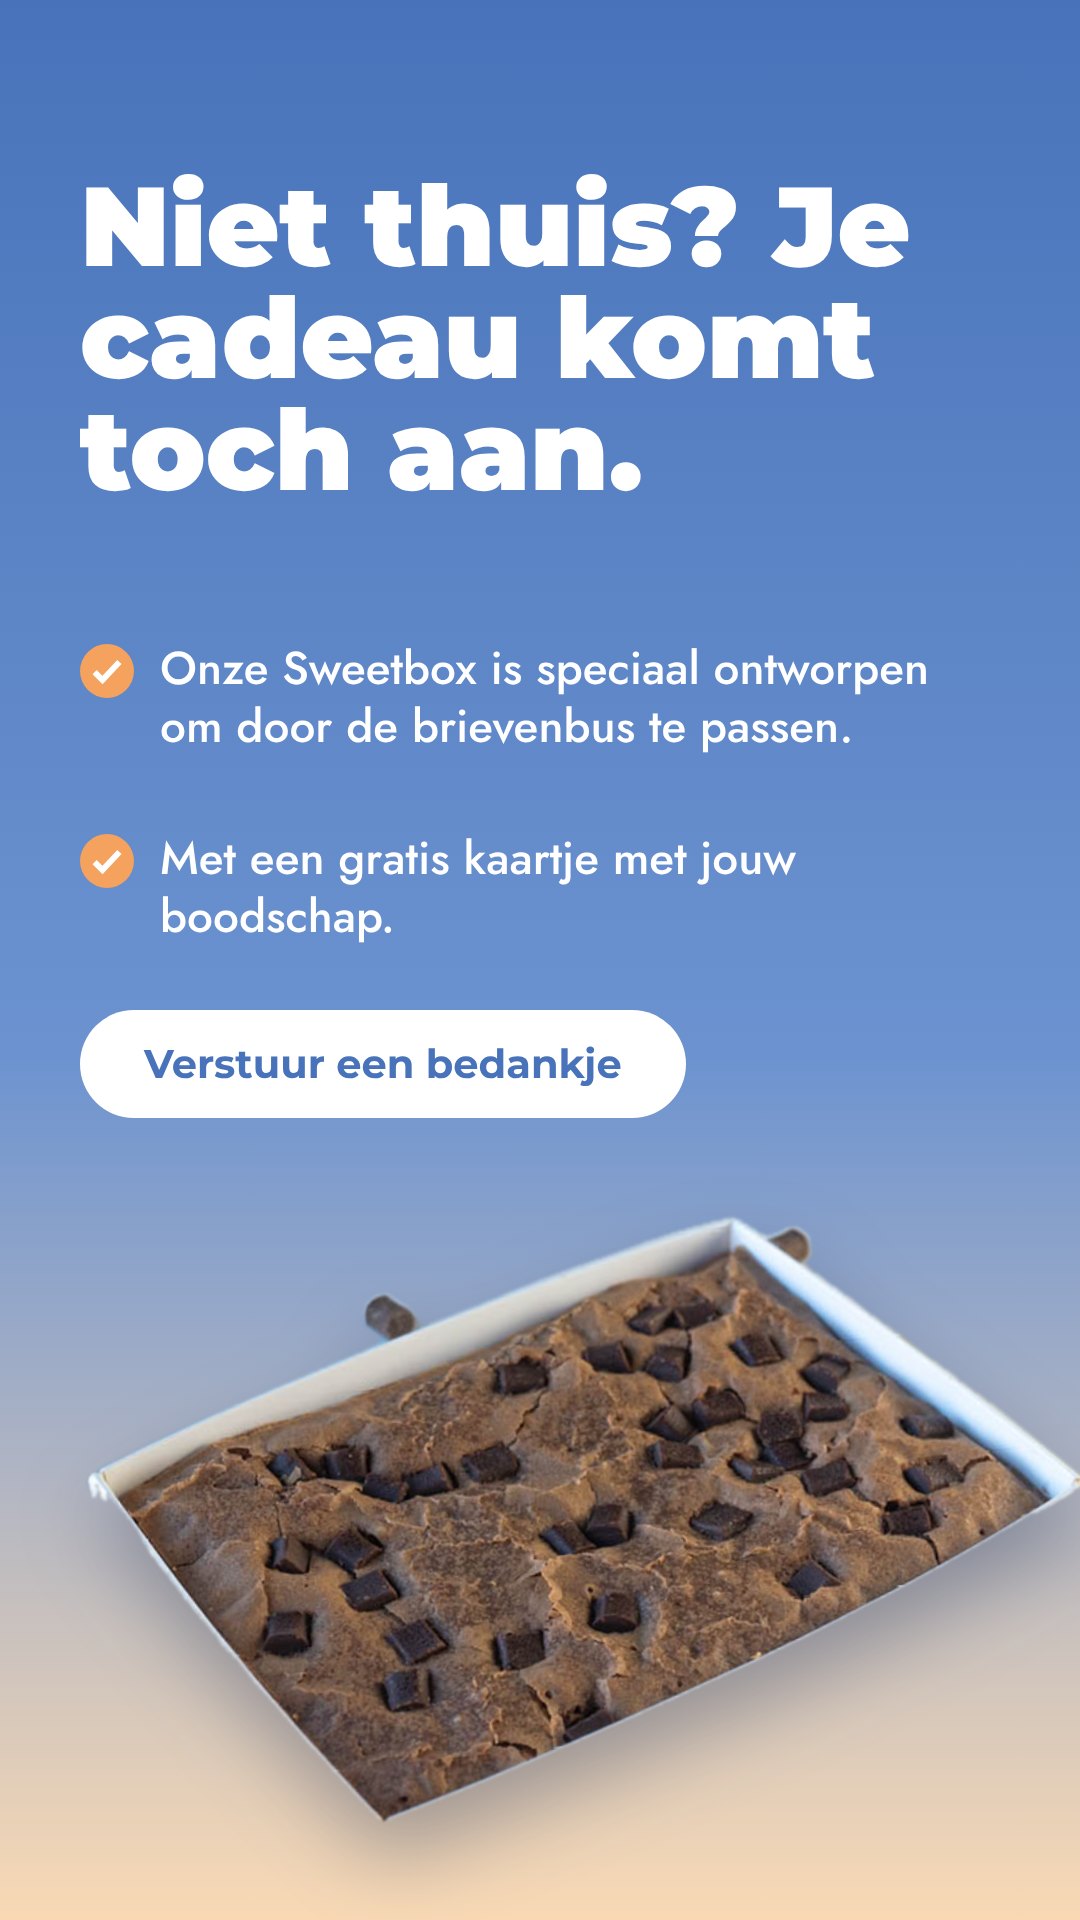 Niet thuis? Je
cadeau komt
toch aan.
Onze Sweetbox is speciaal ontworpen
om door de brievenbus te passen.
Met een gratis kaartje met jouw
boodschap.
Verstuur een bedankje